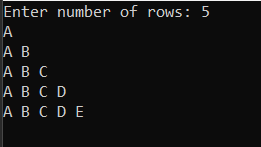 Enter number of rows: 5
A
A B
A B C
A B C D
A B C D E